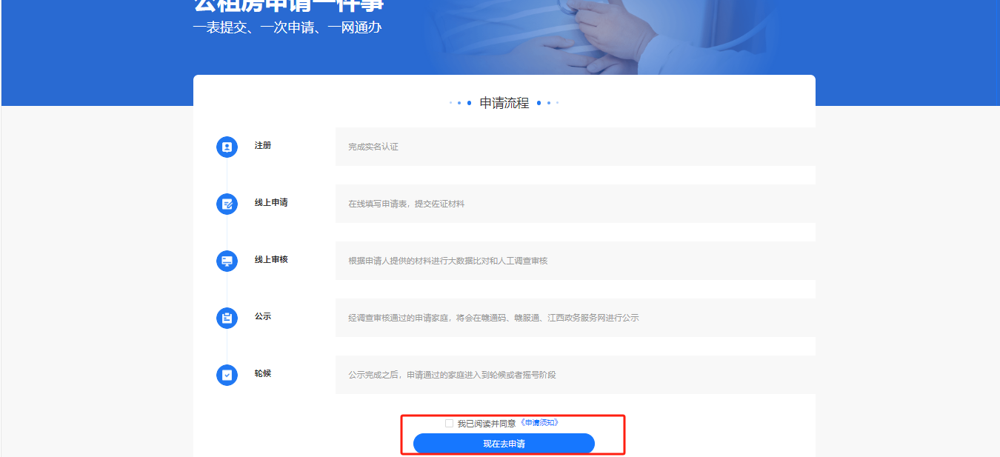 公租房申请一件事
一表提交、一次申请、一网通办
申请流程
注册
完成实名认证
线上申请
在线填写申请表，提交佐证材料
线上审核
根据申请人提供的材料进行大数据比对和人工调查审核
公示
经调查审核通过的申请家庭，将会在赣通码、赣服通、江西政务服务网进行公示
轮候
公示完成之后，申请通过的家庭进入到轮候或者摇号阶段
我已阅读并同意《申请须知》
现在去申请